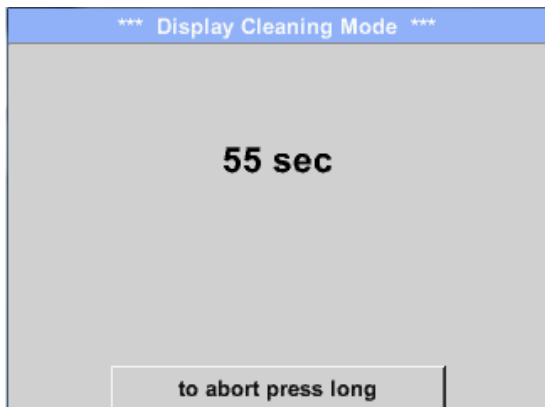 *** Display Cleaning Mode ***
55 sec
to abort press long